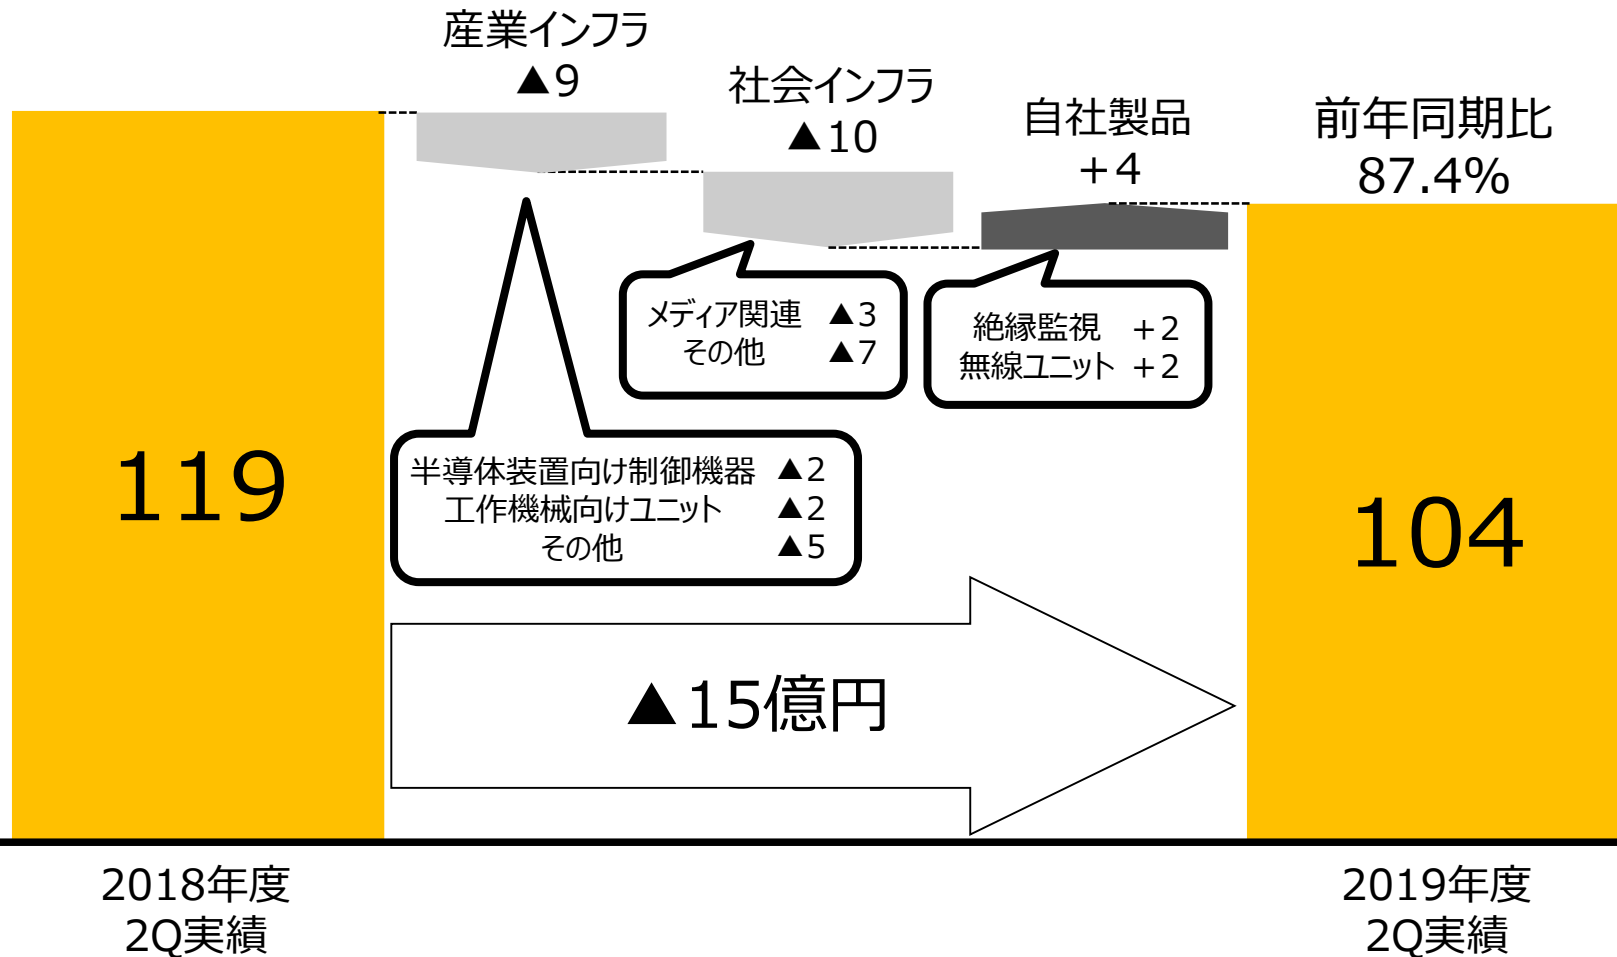 産業インフラ
▲9
社会インフラ
▲10
自社製品
+4
前年同期比
87.4%
メディア関連 ▲3
その他 ▲7
絶縁監視 +2
無線ユニット +2
半導体装置向け制御機器 ▲2
工作機械向けユニット ▲2
その他 ▲5
119
104
▲15億円
2018年度
2Q実績
2019年度
2Q実績